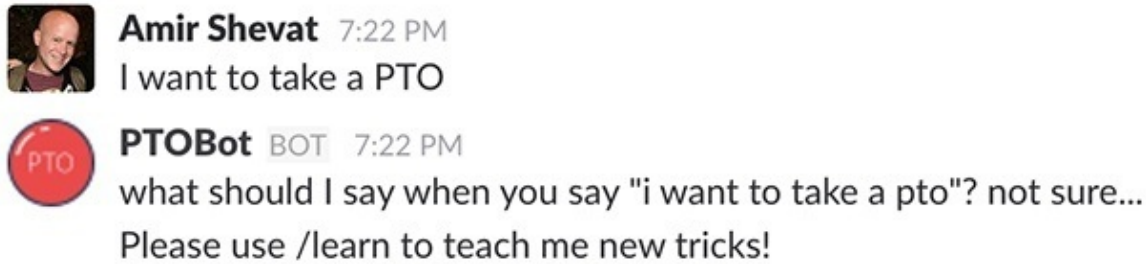 Amir Shevat 7:22 PM
I want to take a PTO
PTO
PTOBot BOT 7:22 PM
what should I say when you say "i want to take a pto"? not sure...
Please use /learn to teach me new tricks!